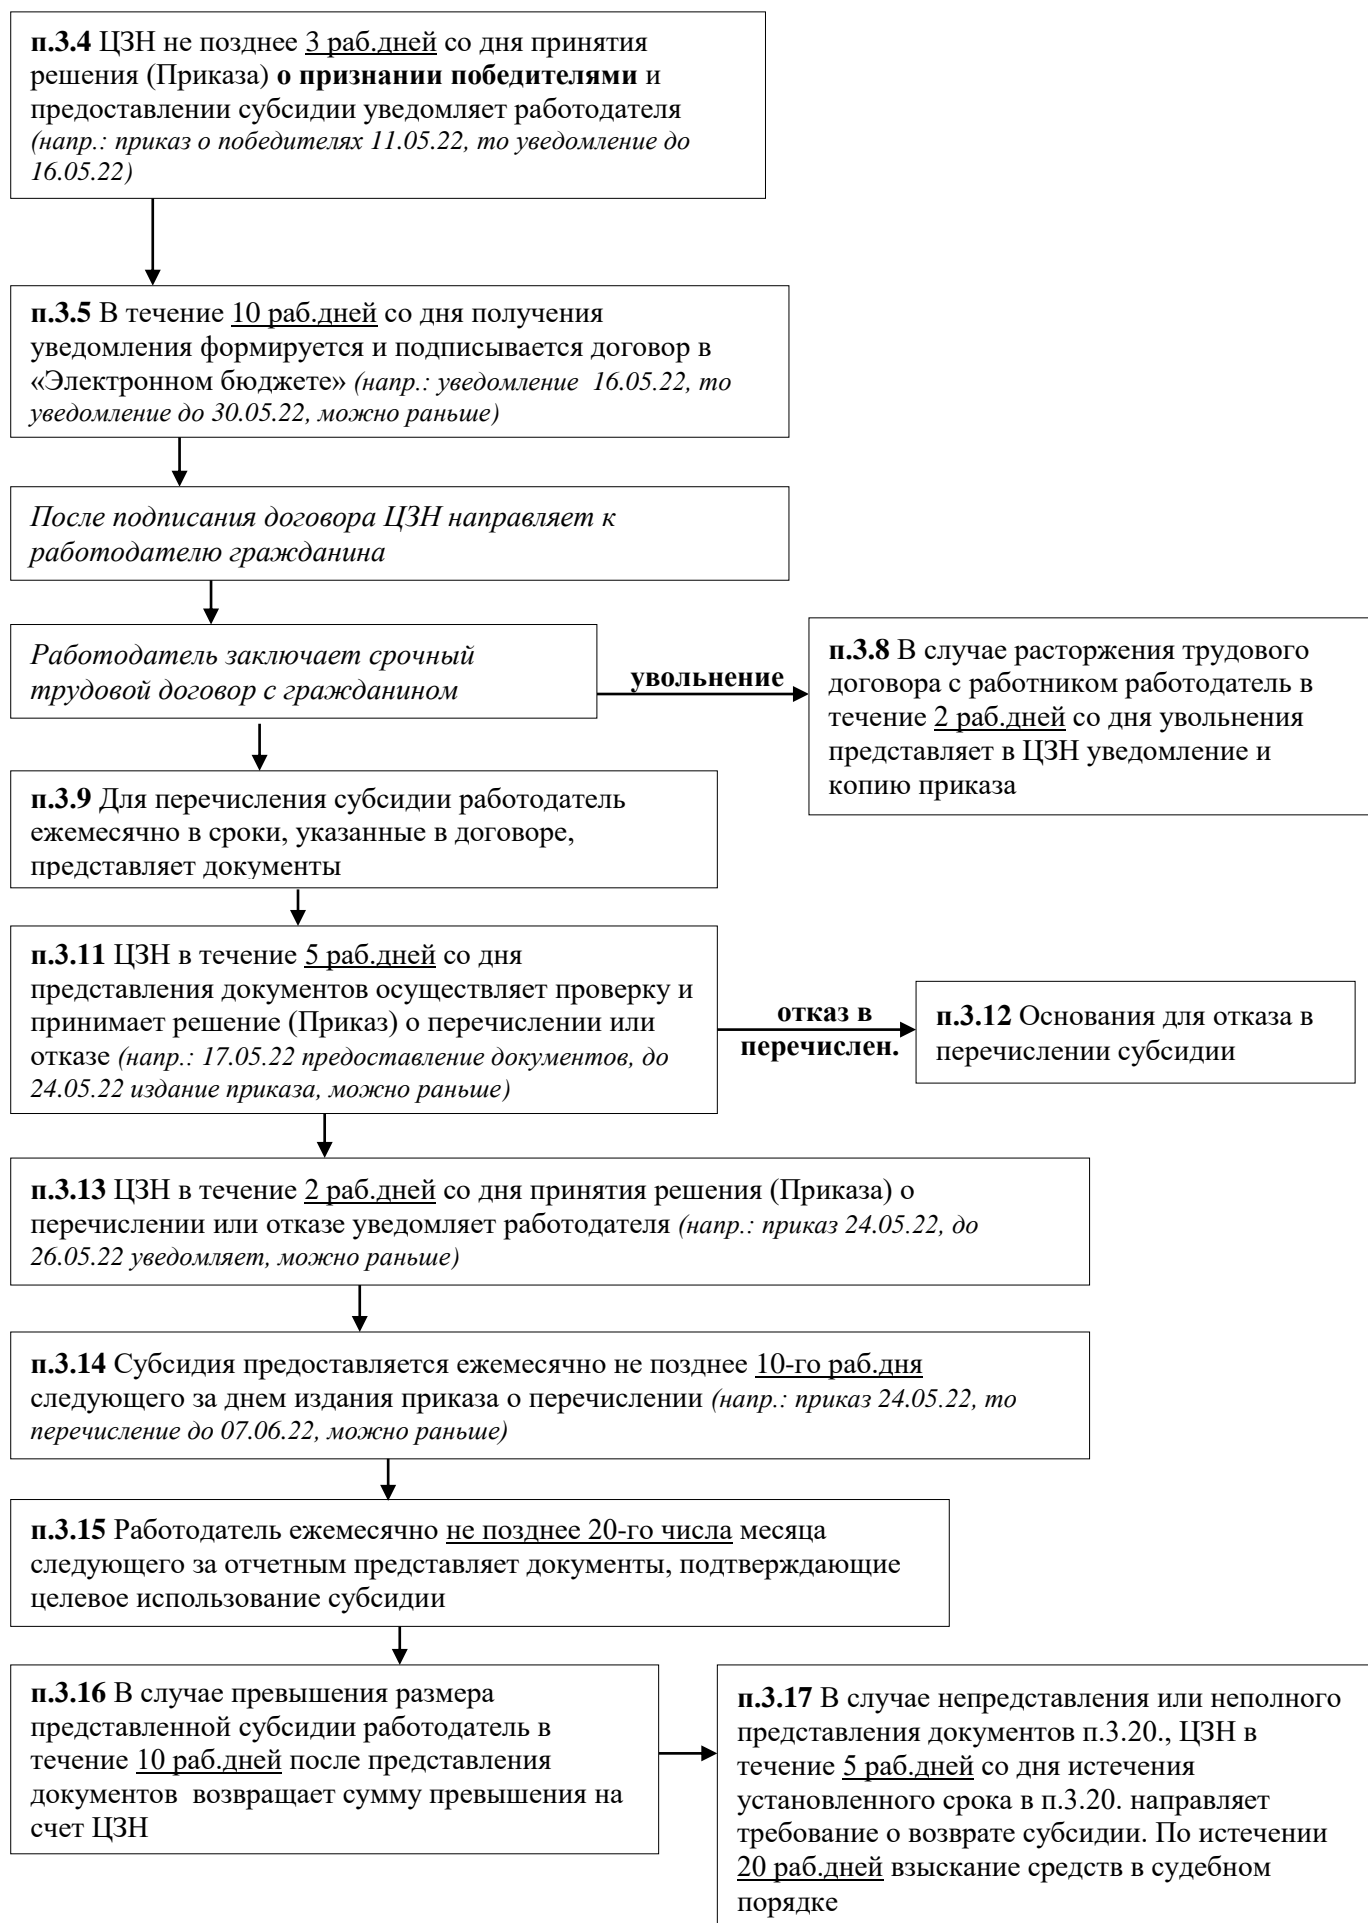 п.3.4 ЦЗН не позднее 3 раб.дней со дня принятия
решения (Приказа) о признании победителями и
предоставлении субсидии уведомляет работодателя
(напр.: приказ о победителях 11.05.22, то уведомление до
16.05.22)
п.3.5 В течение 10 раб.дней со дня получения
уведомления формируется и подписывается договор в
«Электронном бюджете» (напр.: уведомление 16.05.22, то
уведомление до 30.05.22, можно раньше)
После подписания договора ЦЗН направляет к
работодателю гражданина
Работодатель заключает срочный
трудовой договор с гражданином
увольнение
п.3.8 В случае расторжения трудового
договора с работником работодатель в
течение 2 раб.дней со дня увольнения
представляет в ЦЗН уведомление и
копию приказа
п.3.9 Для перечисления субсидии работодатель
ежемесячно в сроки, указанные в договоре,
представляет документы
п.3.11 ЦЗН в течение 5 раб.дней со дня
представления документов осуществляет проверку и
принимает решение (Приказ) о перечислении или
отказе (напр.: 17.05.22 предоставление документов, до
24.05.22 издание приказа, можно раньше)
отказ в
перечислен.
п.3.12 Основания для отказа в
перечислении субсидии
п.3.13 ЦЗН в течение 2 раб.дней со дня принятия решения (Приказа) о
перечислении или отказе уведомляет работодателя (напр.: приказ 24.05.22, до
26.05.22 уведомляет, можно раньше)
п.3.14 Субсидия предоставляется ежемесячно не позднее 10-го раб.дня
следующего за днем издания приказа о перечислении (напр.: приказ 24.05.22, то
перечисление до 07.06.22, можно раньше)
п.3.15 Работодатель ежемесячно не позднее 20-го числа месяца
следующего за отчетным представляет документы, подтверждающие
целевое использование субсидии
п.3.16 В случае превышения размера
представленной субсидии работодатель в
течение 10 раб.дней после представления
документов возвращает сумму превышения на
счет ЦЗН
п.3.17 В случае непредставления или неполного
представления документов п.3.20., ЦЗН в
течение 5 раб.дней со дня истечения
установленного срока в п.3.20. направляет
требование о возврате субсидии. По истечении
20 раб.дней взыскание средств в судебном
порядке